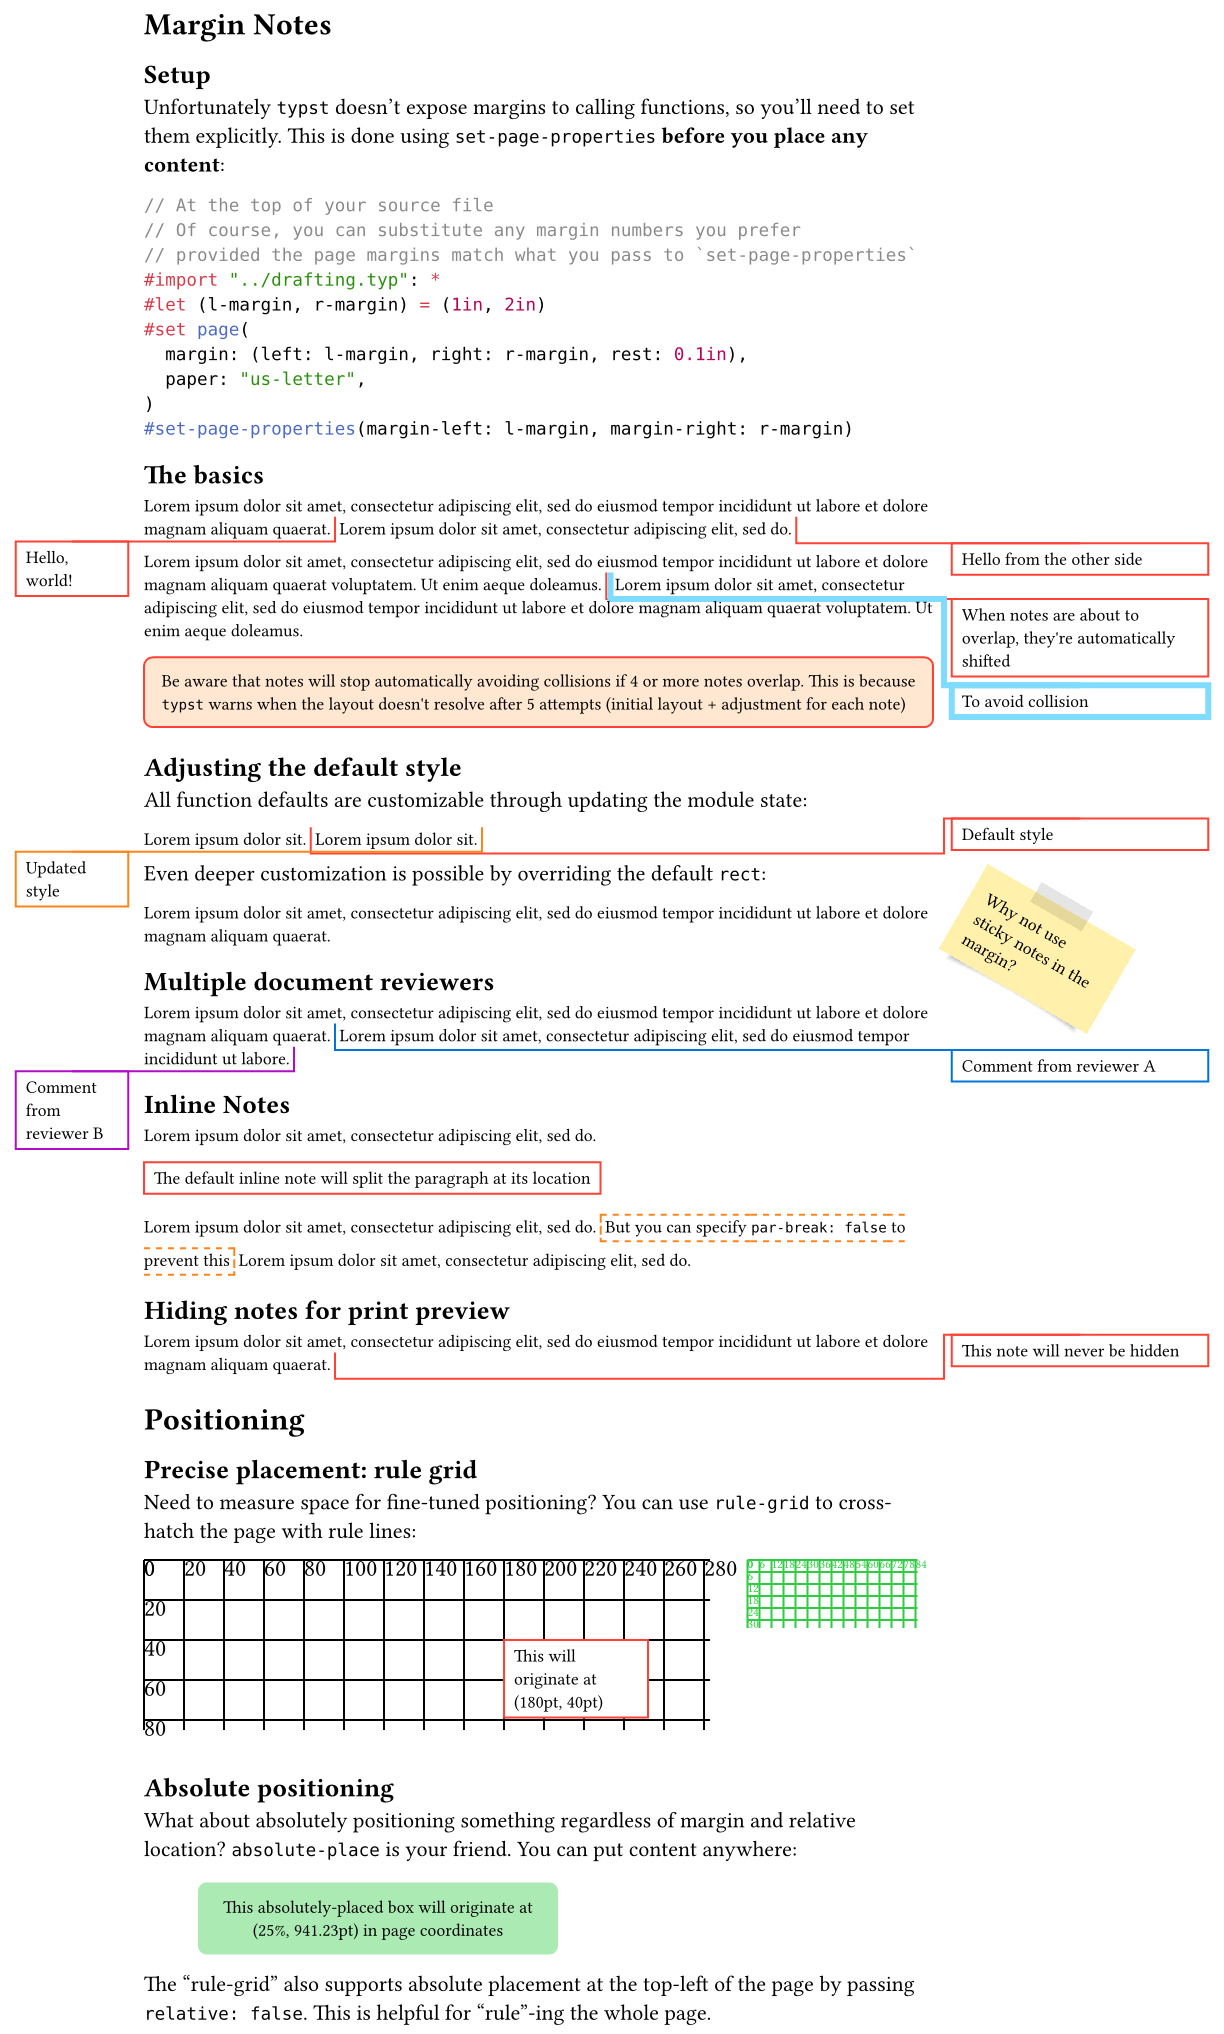 Margin Notes
Setup
Unfortunately typst doesn’t expose margins to calling functions, so you’ll need to set
them explicitly. This is done using set-page-properties before you place any
content:
// At the top of your source file
// Of course, you can substitute any margin numbers you prefer
// provided the page margins match what you pass to `set-page-properties`
#import "../drafting.typ": *
#let (l-margin, r-margin) = (1in, 2in)
#set page(
  margin: (left: l-margin, right: r-margin, rest: 0.1in),
  paper: "us-letter",
)
#set-page-properties(margin-left: l-margin, margin-right: r-margin)
The basics
Lorem ipsum dolor sit amet, consectetur adipiscing elit, sed do eiusmod tempor incididunt ut labore et dolore
magnam aliquam quaerat. Lorem ipsum dolor sit amet, consectetur adipiscing elit, sed do.
Hello,
world!
Hello from the other side
Lorem ipsum dolor sit amet, consectetur adipiscing elit, sed do eiusmod tempor incididunt ut labore et dolore
magnam aliquam quaerat voluptatem. Ut enim aeque doleamus. Lorem ipsum dolor sit amet, consectetur
adipiscing elit, sed do eiusmod tempor incididunt ut labore et dolore magnam aliquam quaerat voluptatem. Ut
enim aeque doleamus.
When notes are about to
overlap, they're automatically
shifted
To avoid collision
Be aware that notes will stop automatically avoiding collisions if 4 or more notes overlap. This is because
typst warns when the layout doesn't resolve after 5 attempts (initial layout + adjustment for each note)
Adjusting the default style
All function defaults are customizable through updating the module state:
Lorem ipsum dolor sit. Lorem ipsum dolor sit.
Default style
Updated
style
Even deeper customization is possible by overriding the default rect:
Lorem ipsum dolor sit amet, consectetur adipiscing elit, sed do eiusmod tempor incididunt ut labore et dolore
magnam aliquam quaerat.
Why not use
sticky notes in the
margin?
Multiple document reviewers
Lorem ipsum dolor sit amet, consectetur adipiscing elit, sed do eiusmod tempor incididunt ut labore et dolore
magnam aliquam quaerat. Lorem ipsum dolor sit amet, consectetur adipiscing elit, sed do eiusmod tempor
incididunt ut labore.
Comment from reviewer A
Comment
from
reviewer B
Inline Notes
Lorem ipsum dolor sit amet, consectetur adipiscing elit, sed do.
The default inline note will split the paragraph at its location
Lorem ipsum dolor sit amet, consectetur adipiscing elit, sed do. But you can specify par-break: false to
prevent this Lorem ipsum dolor sit amet, consectetur adipiscing elit, sed do.
Hiding notes for print preview
Lorem ipsum dolor sit amet, consectetur adipiscing elit, sed do eiusmod tempor incididunt ut labore et dolore
magnam aliquam quaerat.
This note will never be hidden
Positioning
Precise placement: rule grid
Need to measure space for fine-tuned positioning? You can use rule-grid to cross-
hatch the page with rule lines:
0 20 40 60 80 100 120 140 160 180 200 220 240 260 280
20
40
60
80
This will
originate at
(180pt, 40pt)
0 6 12 18 24 30 36 42 48 54 60 66 72 78 84
6
12
18
24
30
Absolute positioning
What about absolutely positioning something regardless of margin and relative
location? absolute-place is your friend. You can put content anywhere:
This absolutely-placed box will originate at
(25%, 941.23pt) in page coordinates
The “rule-grid” also supports absolute placement at the top-left of the page by passing
relative: false. This is helpful for “rule”-ing the whole page.